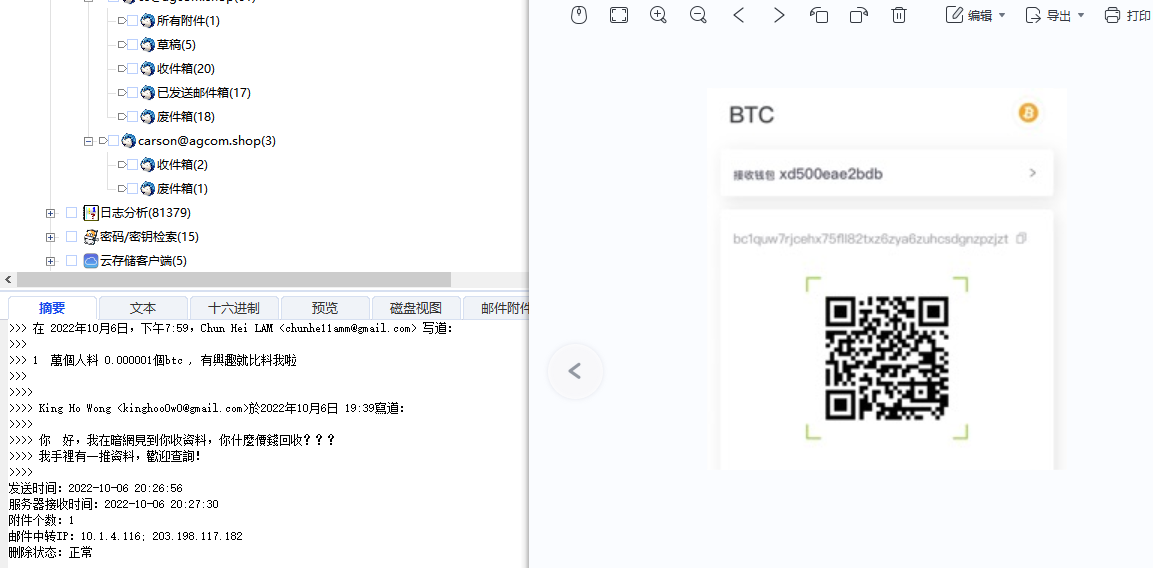 所有附件(1)
草稿(5)
收件箱(20)
已发送邮件箱(17)
废件箱(18)
carson@agcom.shop(3)
收件箱(2)
废件箱(1)
日志分析(81379)
密码/密钥检索(15)
云存储客户端(5)
摘要 文本 十六进制 预览 磁盘视图 邮件附件
>>> 在 2022年10月6日，下午7:59，Chun Hei LAM <chunhe11amm@gmail.com> 写道：
>>>
>>> 1 萬個人料 0.000001個btc , 有興趣就比料我啦
>>>
>>>>
>>>> King Ho Wong <kinghoo0w0@gmail.com>於2022年10月6日 19:39寫道：
>>>>
>>>> 你 好，我在暗網見到你收資料，你什麼價錢回收？？？
>>>> 我手裡有一推資料，歡迎查詢！
>>>>
发送时间：2022-10-06 20:26:56
服务器接收时间：2022-10-06 20:27:30
附件个数：1
邮件中转IP：10.1.4.116; 203.198.117.182
删除状态：正常
编辑 导出 打印
BTC
接收钱包 xd500eae2bdb